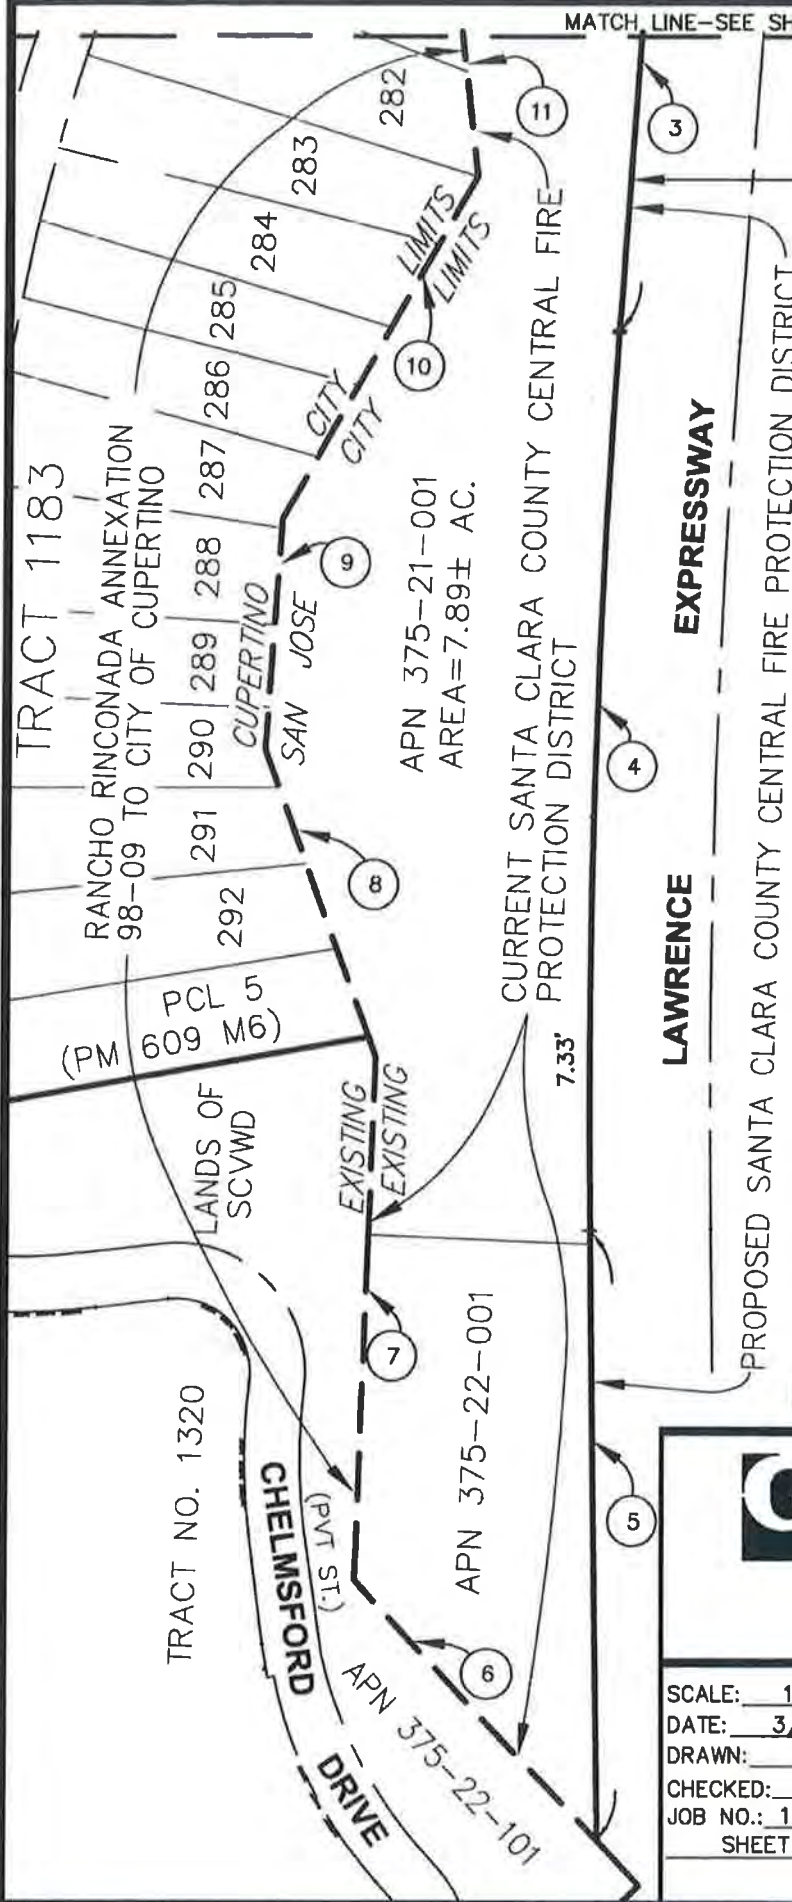 MATCH LINE-SEE SH
282
283
284
285
286
287
288
289
290
291
292
11
3
10
9
4
8
7
5
6
TRACT 1183
RANCHO RINCONADA ANNEXATION
98-09 TO CITY OF CUPERTINO
CITY LIMITS
CITY LIMITS
CUPERTINO
SAN JOSE
EXISTING
EXISTING
APN 375-21-001
AREA=7.89± AC.
CURRENT SANTA CLARA COUNTY CENTRAL FIRE
PROTECTION DISTRICT
LAWRENCE EXPRESSWAY
PROPOSED SANTA CLARA COUNTY CENTRAL FIRE PROTECTION DISTRICT
7.33'
PCL 5
(PM 609 M6)
LANDS OF
SCVWD
TRACT NO. 1320
CHELMSFORD DRIVE
(PVT ST.)
APN 375-22-001
APN 375-22-101
SCALE: 1
DATE: 3/
DRAWN:
CHECKED:
JOB NO.: 1
SHEET